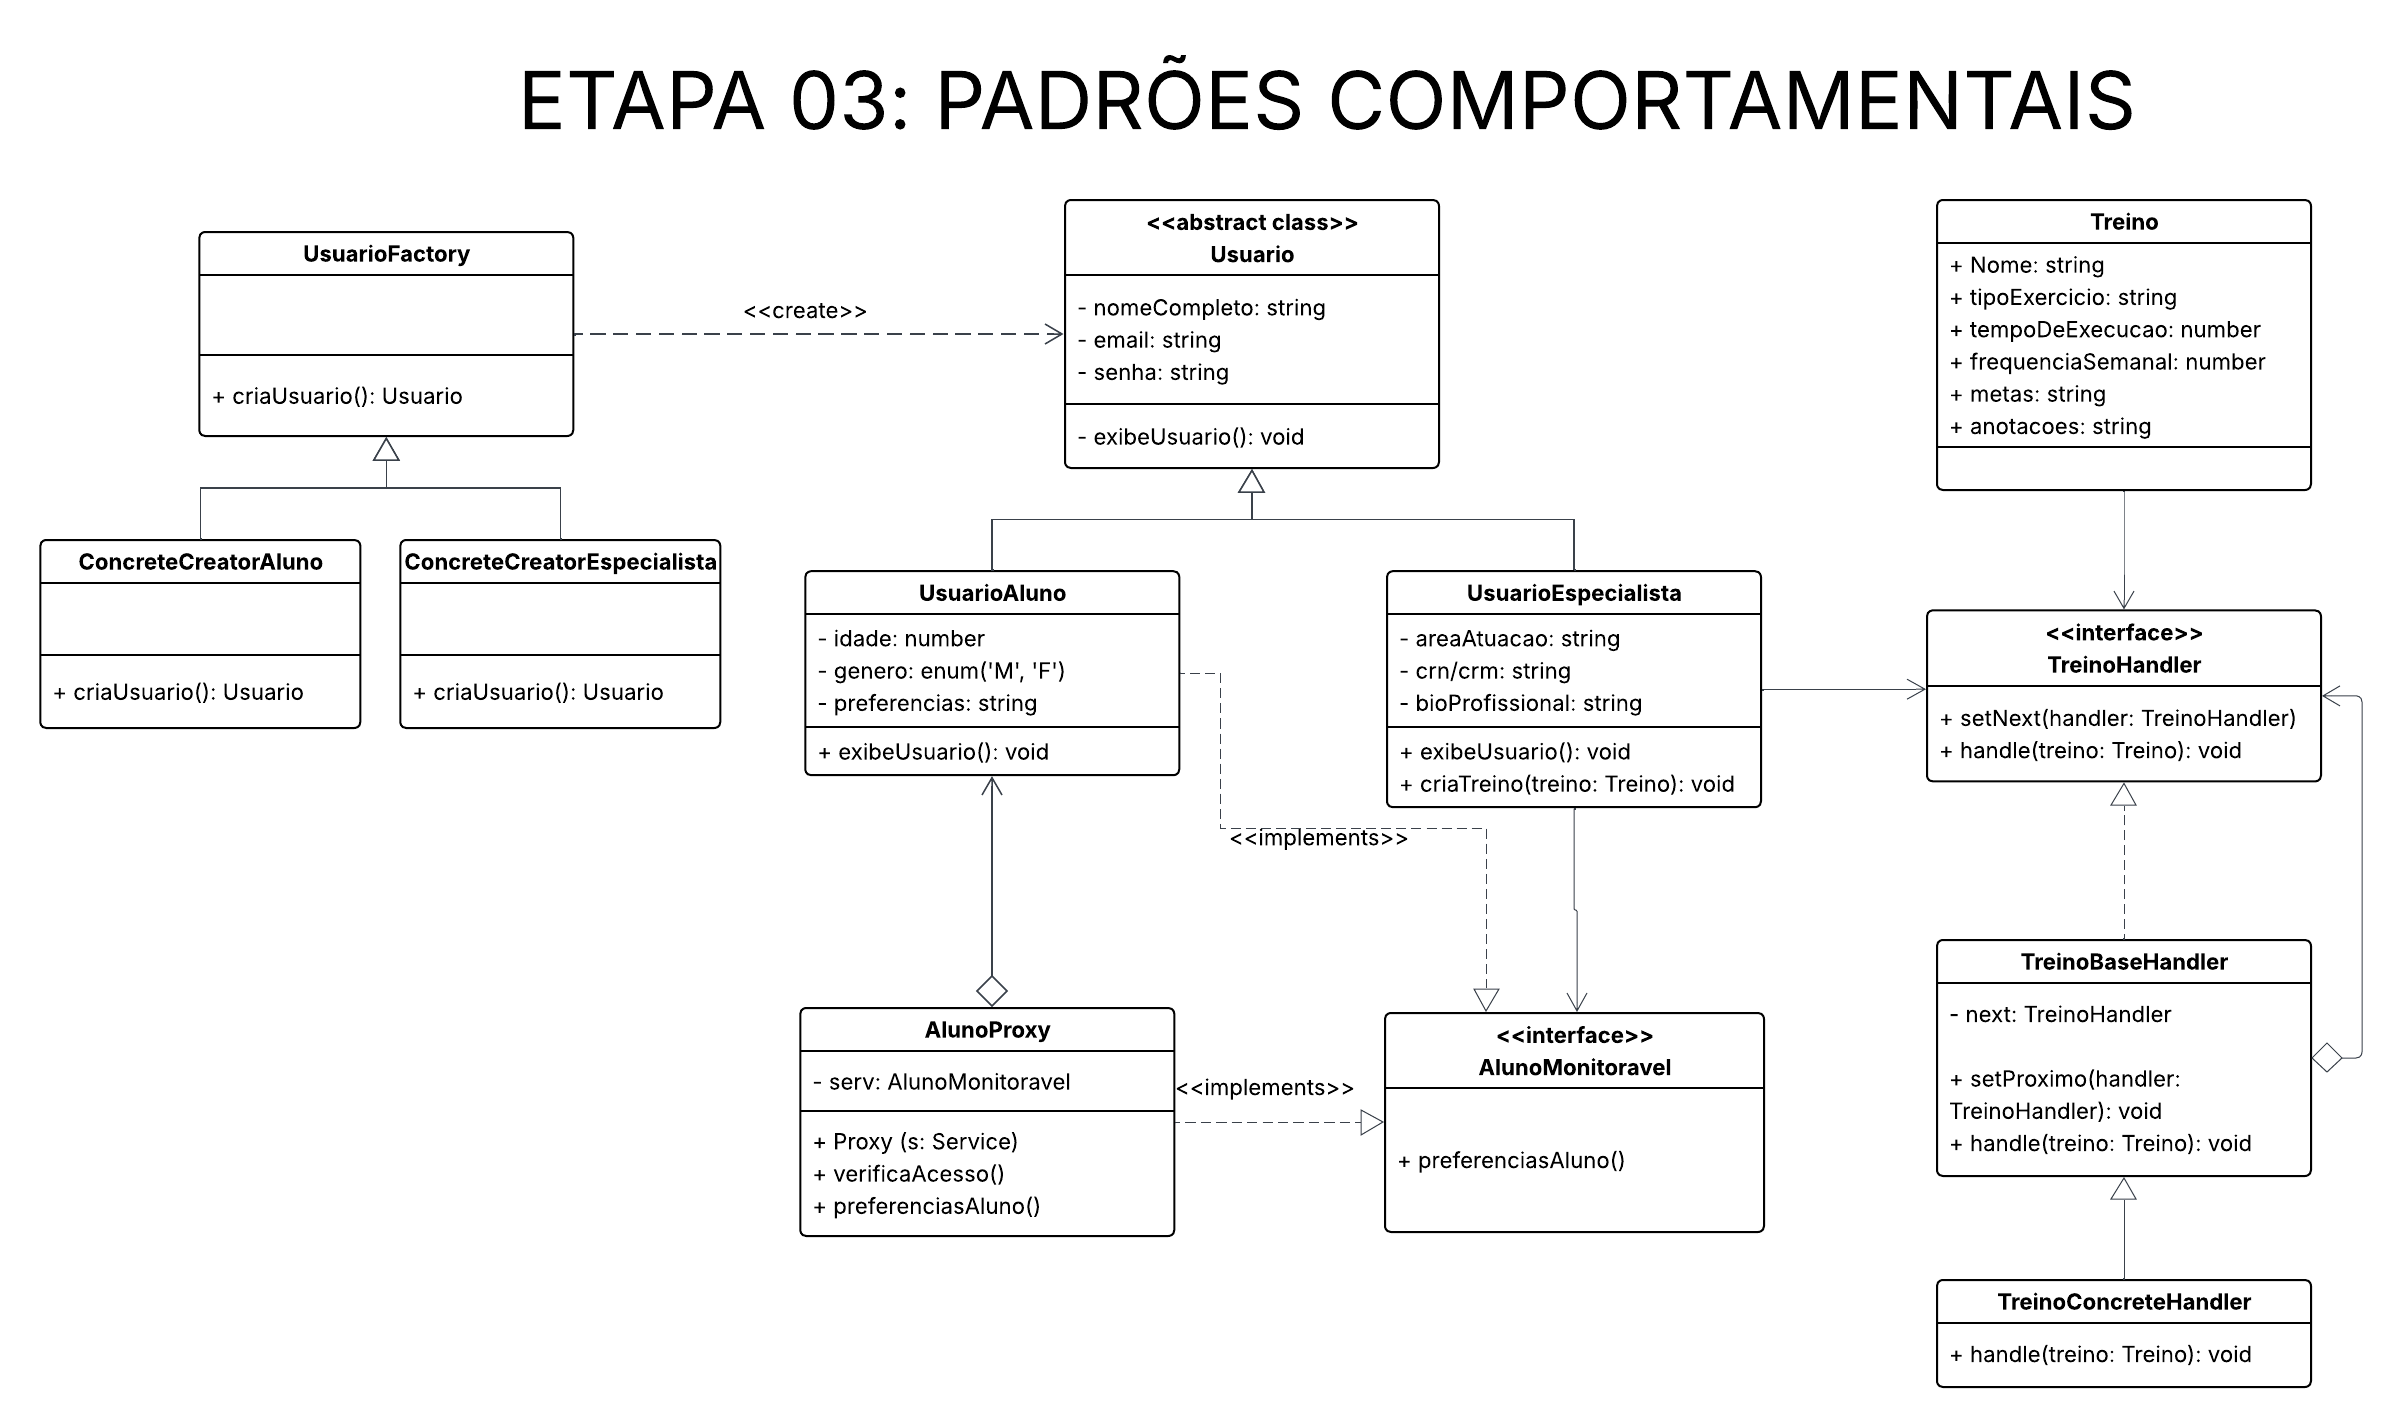 ETAPA 03: PADRÕES COMPORTAMENTAIS
UsuarioFactory
+ criaUsuario(): Usuario
<<create>>
<<abstract class>>
Usuario
- nomeCompleto: string
- email: string
- senha: string
- exibeUsuario(): void
Treino
+ Nome: string
+ tipoExercicio: string
+ tempoDeExecucao: number
+ frequenciaSemanal: number
+ metas: string
+ anotacoes: string
ConcreteCreatorAluno
+ criaUsuario(): Usuario
ConcreteCreatorEspecialista
+ criaUsuario(): Usuario
UsuarioAluno
- idade: number
- genero: enum('M', 'F')
- preferencias: string
+ exibeUsuario(): void
UsuarioEspecialista
- areaAtuacao: string
- crn/crm: string
- bioProfissional: string
+ exibeUsuario(): void
+ criaTreino(treino: Treino): void
<<interface>>
TreinoHandler
+ setNext(handler: TreinoHandler)
+ handle(treino: Treino): void
<<implements>>
AlunoProxy
- serv: AlunoMonitoravel
+ Proxy (s: Service)
+ verificaAcesso()
+ preferenciasAluno()
<<implements>>
<<interface>>
AlunoMonitoravel
+ preferenciasAluno()
TreinoBaseHandler
- next: TreinoHandler
+ setProximo(handler:
TreinoHandler): void
+ handle(treino: Treino): void
TreinoConcreteHandler
+ handle(treino: Treino): void